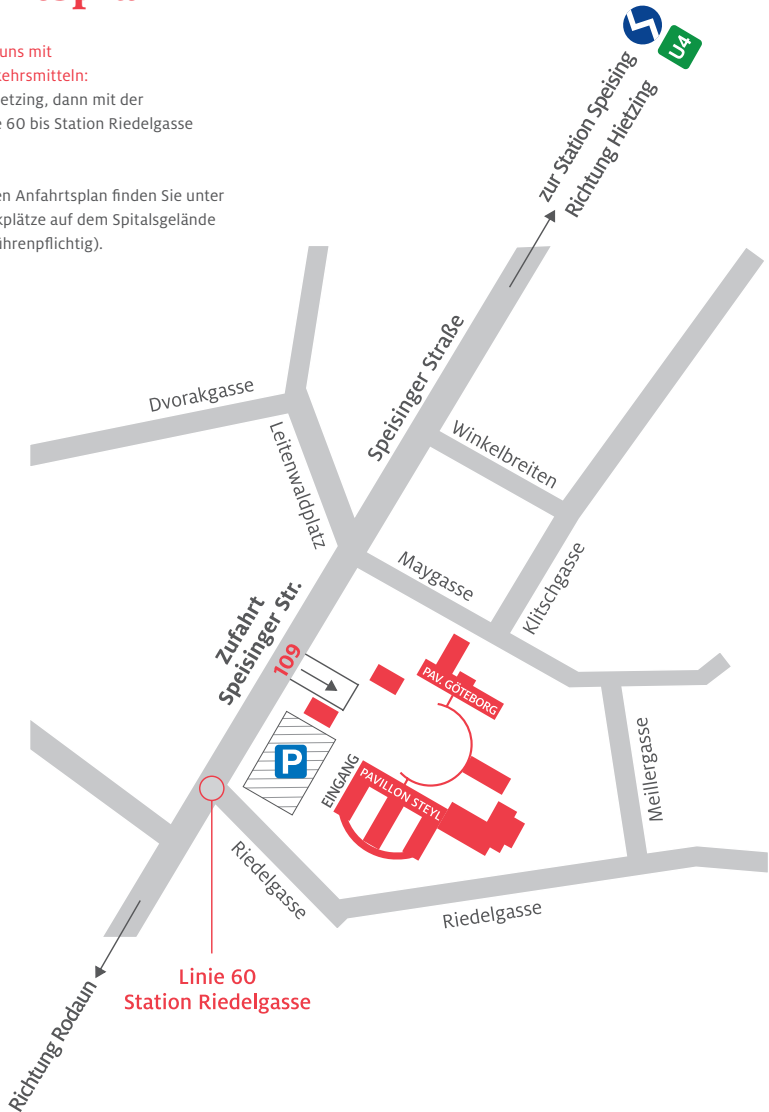 uns mit
etzing, dann mit der
60 bis Station Riedelgasse
en Anfahrtsplan finden Sie unter
kplätze auf dem Spitalsgelände
ührenpflichtig).
U4
zur Station Speising
Richtung Hietzing
Speisinger Straße
Dvorakgasse
Leitenwaldplatz
Winkelbreiten
Maygasse
Klitschgasse
Zufahrt
Speisinger Str.
109
PAV. GÖTEBORG
P
EINGANG
PAVILLON STEYL
Meillergasse
Riedelgasse
Riedelgasse
Linie 60
Station Riedelgasse
Richtung Rodaun